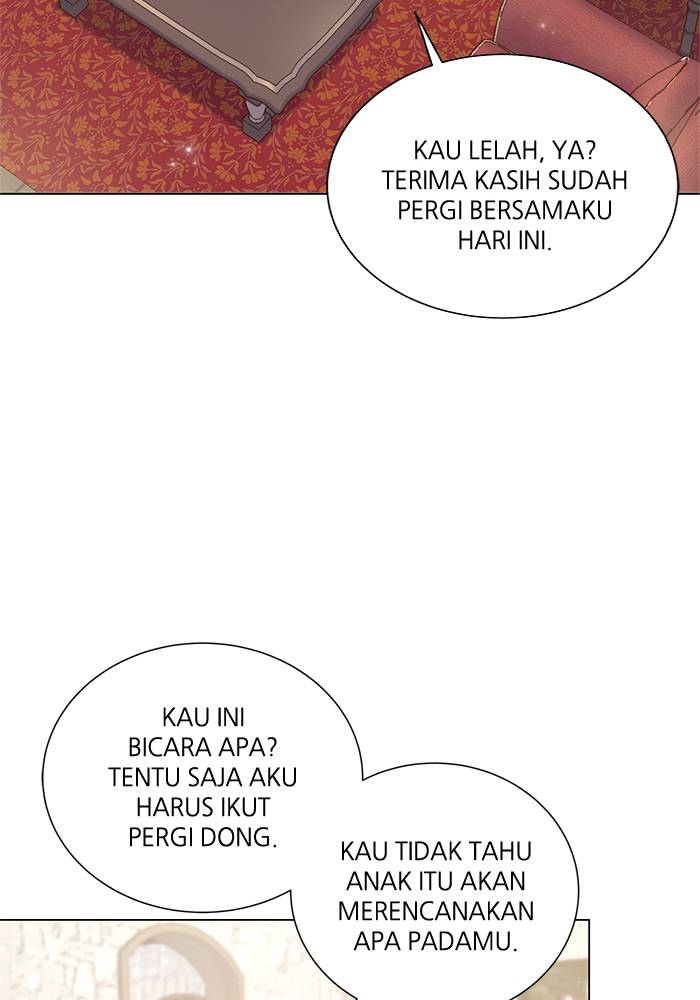 KAU LELAH, YA?
TERIMA KASIH SUDAH
PERGI BERSAMAKU
HARI INI.
KAU INI
BICARA APA?
TENTU SAJA AKU
HARUS IKUT
PERGI DONG.
KAU TIDAK TAHU
ANAK ITU AKAN
MERENCANAKAN
APA PADAMU.